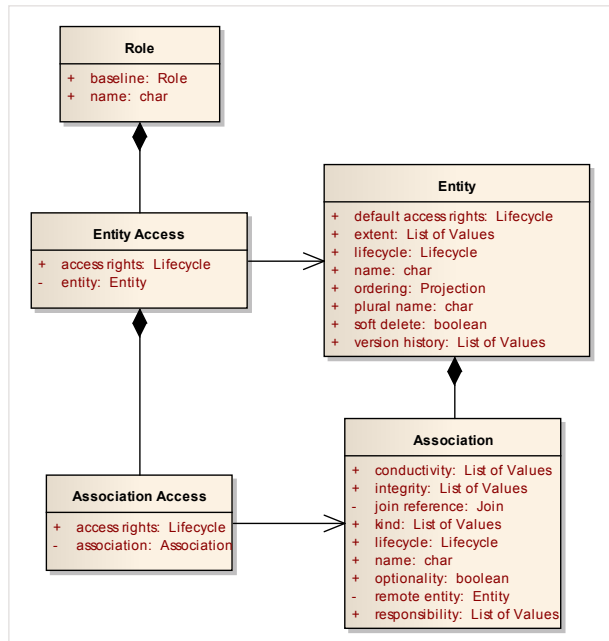 Role
+ baseline: Role
+ name: char
Entity Access
+ access rights: Lifecycle
- entity: Entity
Entity
+ default access rights: Lifecycle
+ extent: List of Values
+ lifecycle: Lifecycle
+ name: char
+ ordering: Projection
+ plural name: char
+ soft delete: boolean
+ version history: List of Values
Association Access
+ access rights: Lifecycle
- association: Association
Association
+ conductivity: List of Values
+ integrity: List of Values
- join reference: Join
+ kind: List of Values
+ lifecycle: Lifecycle
+ name: char
+ optionality: boolean
- remote entity: Entity
+ responsibility: List of Values